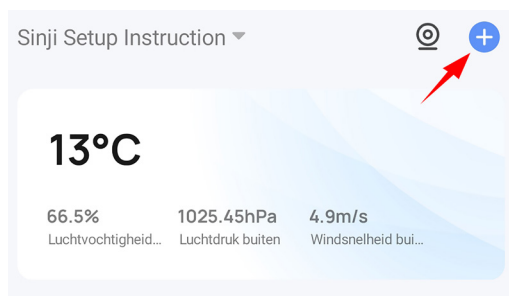 Sinji Setup Instruction
13°C
66.5% 1025.45hPa 4.9m/s
Luchtvochtigheid... Luchtdruk buiten Windsnelheid bui...